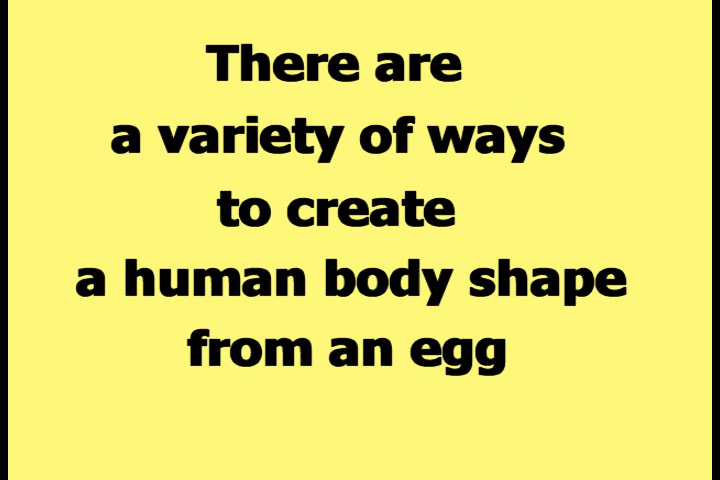 There are
a variety of ways
to create
a human body shape
from an egg